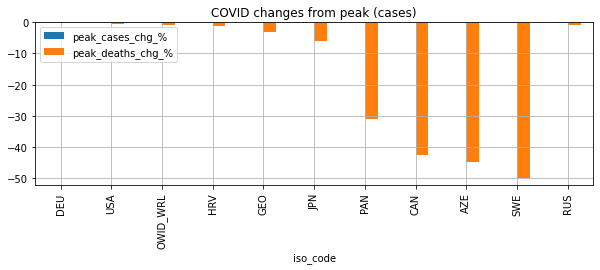 COVID changes from peak (cases)
peak_cases_chg_%
peak_deaths_chg_%
0
−10
−20
−30
−40
−50
DEU
USA
OWID_WRL
HRV
GEO
JPN
PAN
CAN
AZE
SWE
RUS
iso_code